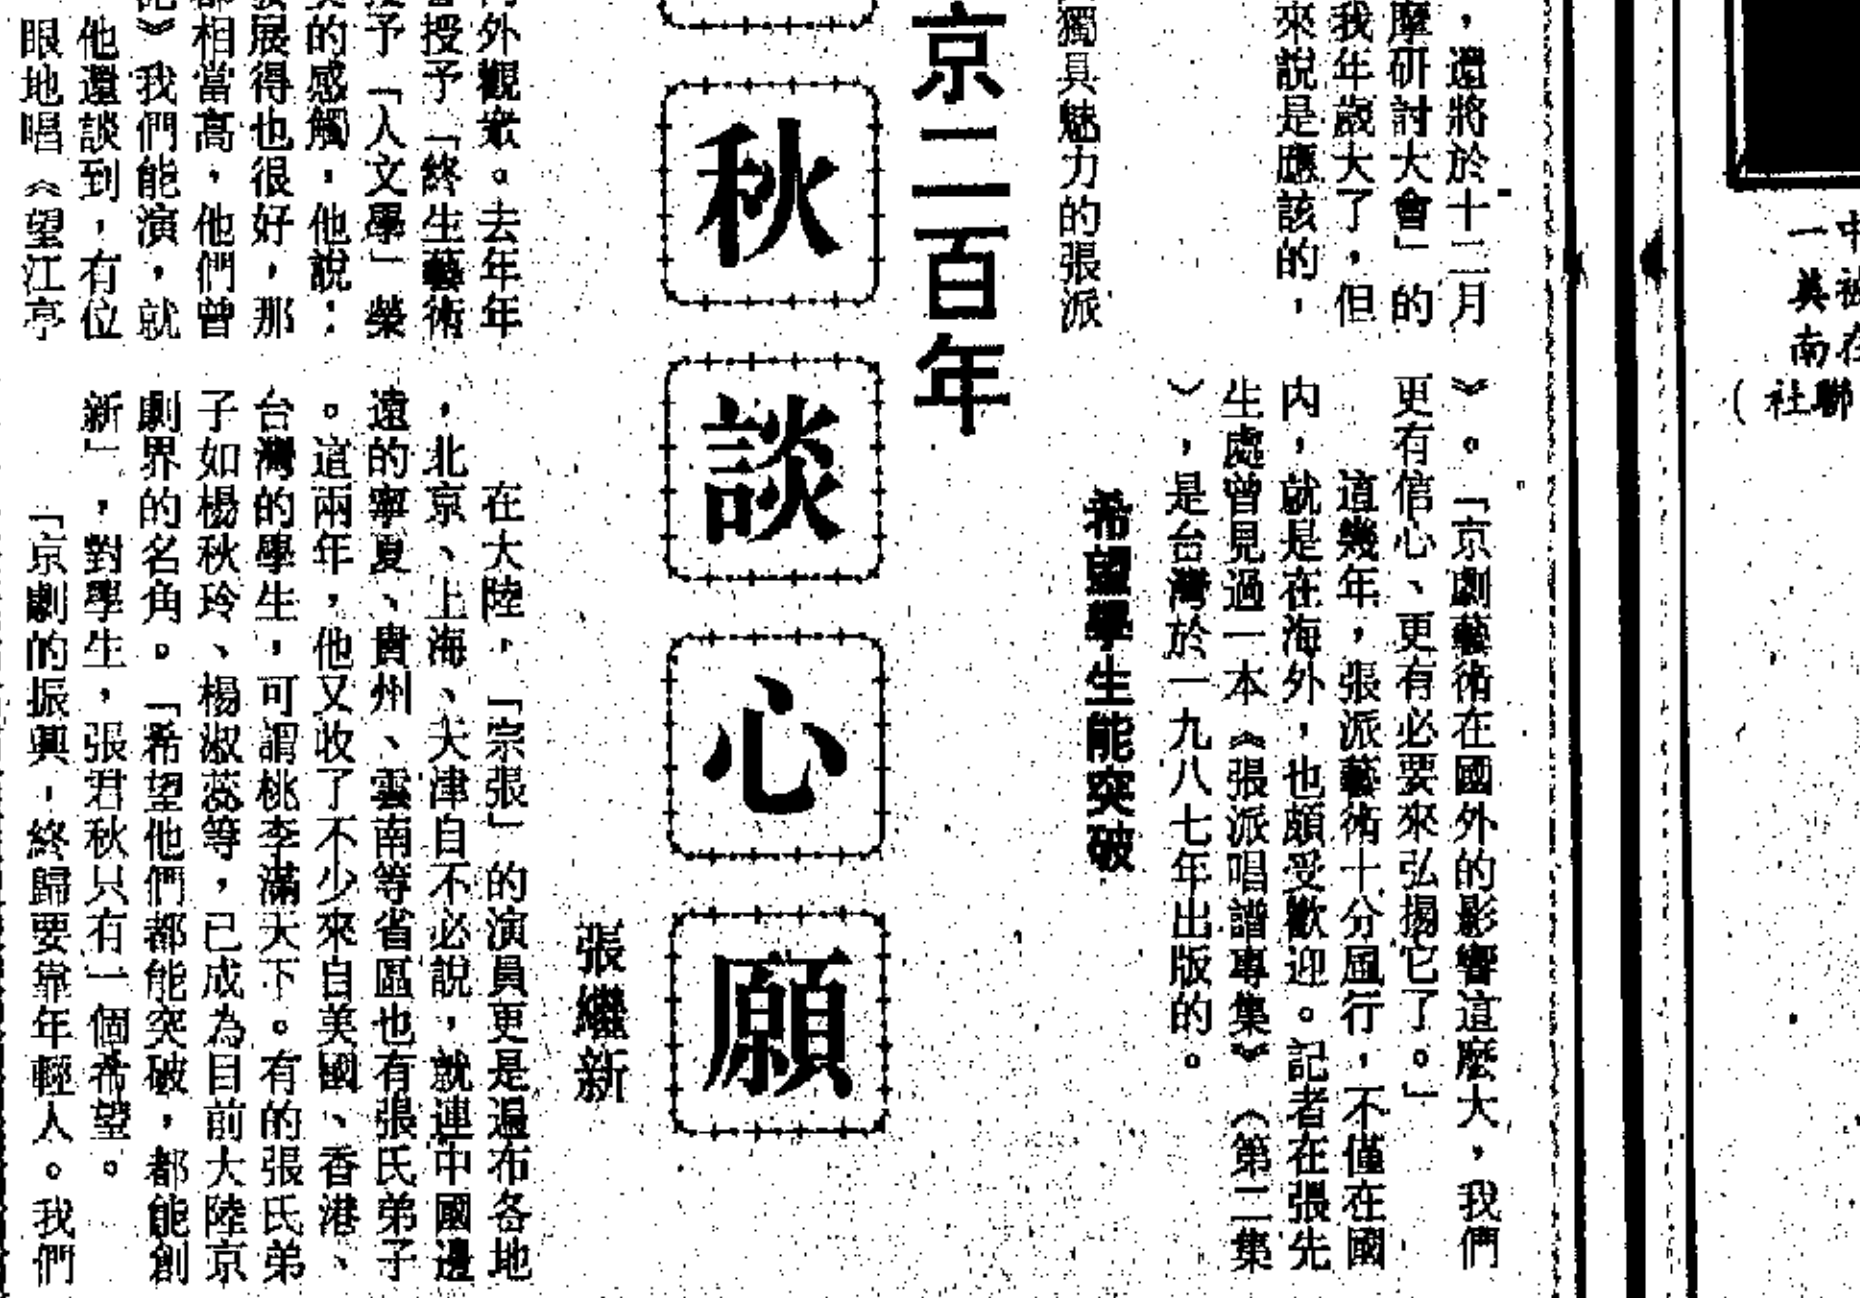 ，還將於十二月
摩研討大會」的
我年歲大了，但
來說是應該的，
獨具魅力的張派
京二百年
秋談心願
張繼新
外觀衆。去年年
授予「終生藝術
予「人文學」榮
的感觸，他說：
展得也很好，那
相當高，他們曾
》我們能演，就
他還談到，有位
眼地唱《望江亭
》。「京劇藝術在國外的影響這麼大，我們
更有信心、更有必要來弘揚它了。」
這幾年，張派藝術十分風行，不僅在國
內，就是在海外，也頗受歡迎。記者在張先
生處曾見過一本《張派唱譜專集》（第二集
），是台灣於一九八七年出版的。
希望學生能突破
在大陸，「宗張」的演員更是遍布各地
，北京、上海、天津自不必說，就連中國邊
遠的寧夏、貴州、雲南等省區也有張氏弟子
。這兩年，他又收了不少來自美國、香港、
台灣的學生，可謂桃李滿天下。有的張氏弟
子如楊秋玲、楊淑蕊等，已成為目前大陸京
劇界的名角。「希望他們都能突破，都能創
新」，對學生，張君秋只有一個希望。
「京劇的振興，終歸要靠年輕人。我們
中被在聯
一英南社
（